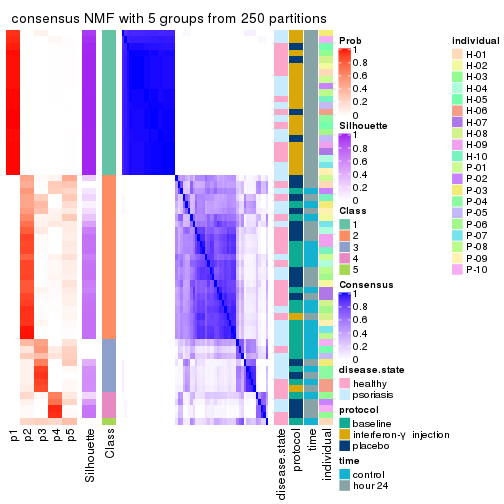 consensus NMF with 5 groups from 250 partitions
p1
p2
p3
p4
p5
Silhouette
Class
disease.state
protocol
time
individual
Prob
1
0.8
0.6
0.4
0.2
0
Silhouette
1
0.8
0.6
0.4
0.2
0
Class
1
2
3
4
5
Consensus
1
0.8
0.6
0.4
0.2
0
disease.state
healthy
psoriasis
protocol
baseline
interferon-γ injection
placebo
time
control
hour 24
individual
H-01
H-02
H-03
H-04
H-05
H-06
H-07
H-08
H-09
H-10
P-01
P-02
P-03
P-04
P-05
P-06
P-07
P-08
P-09
P-10